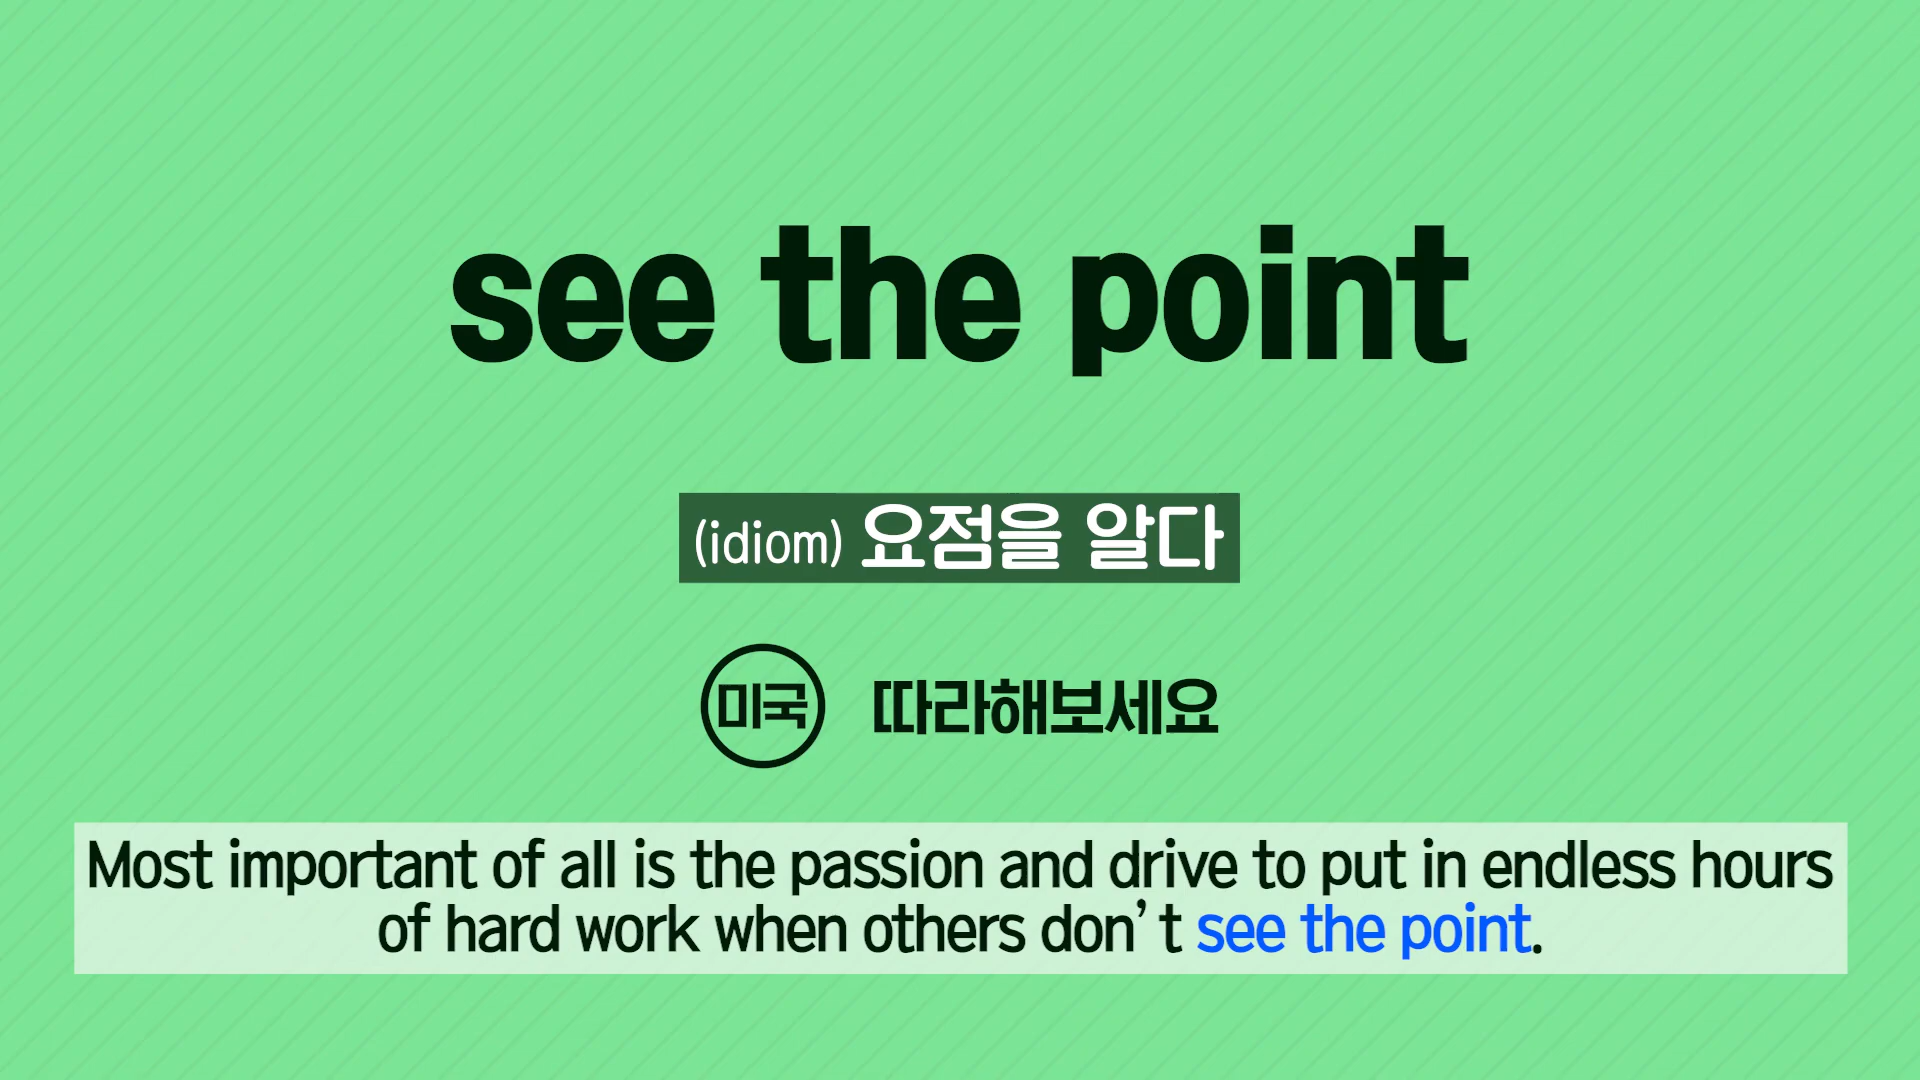 see the point
(idiom) 요점을 알다
미국 따라해보세요
Most important of all is the passion and drive to put in endless hours
of hard work when others don’t see the point.